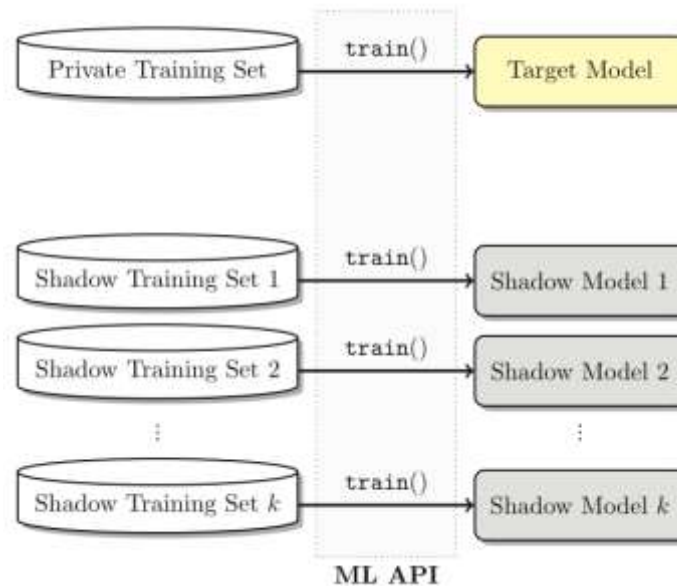 Private Training Set train() Target Model
Shadow Training Set 1 train() Shadow Model 1
Shadow Training Set 2 train() Shadow Model 2
⋮ ⋮
Shadow Training Set k train() Shadow Model k
ML API